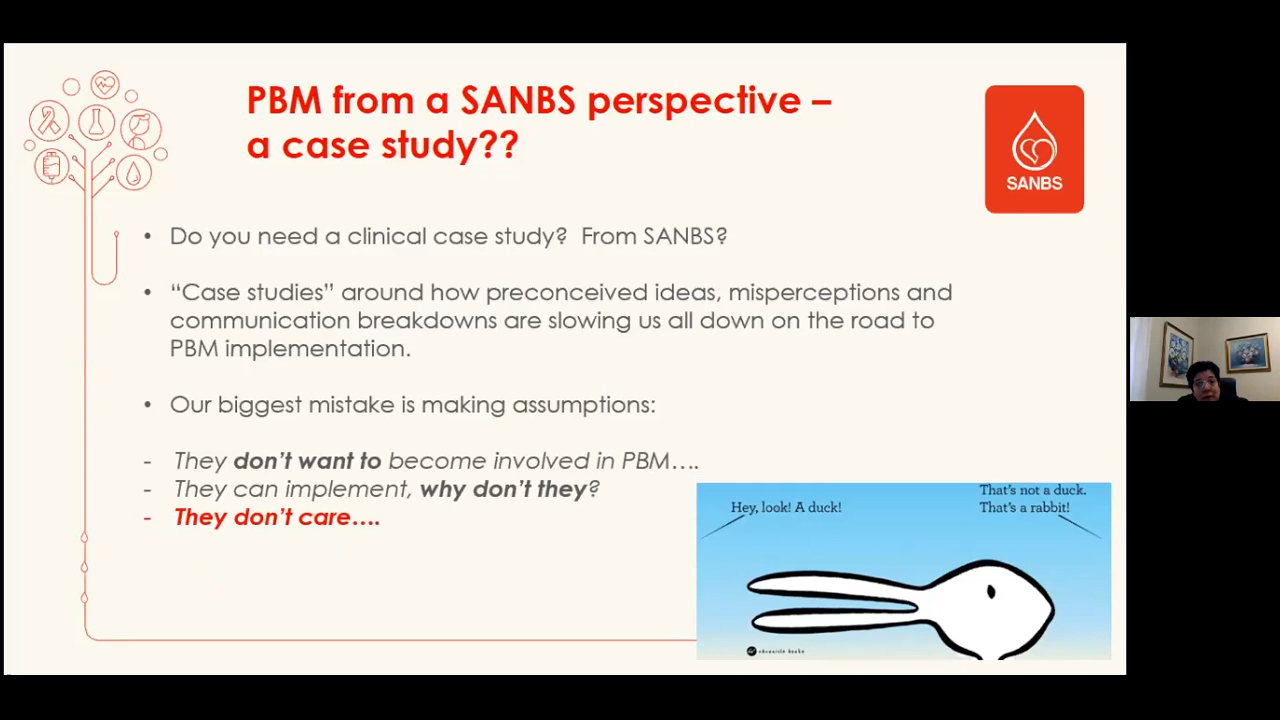 PBM from a SANBS perspective –
a case study??
SANBS
• Do you need a clinical case study?  From SANBS?
• “Case studies” around how preconceived ideas, misperceptions and
communication breakdowns are slowing us all down on the road to
PBM implementation.
• Our biggest mistake is making assumptions:
- They don’t want to become involved in PBM….
- They can implement, why don’t they?
- They don’t care….
Hey, look! A duck!
That's not a duck.
That's a rabbit!
chronicle books